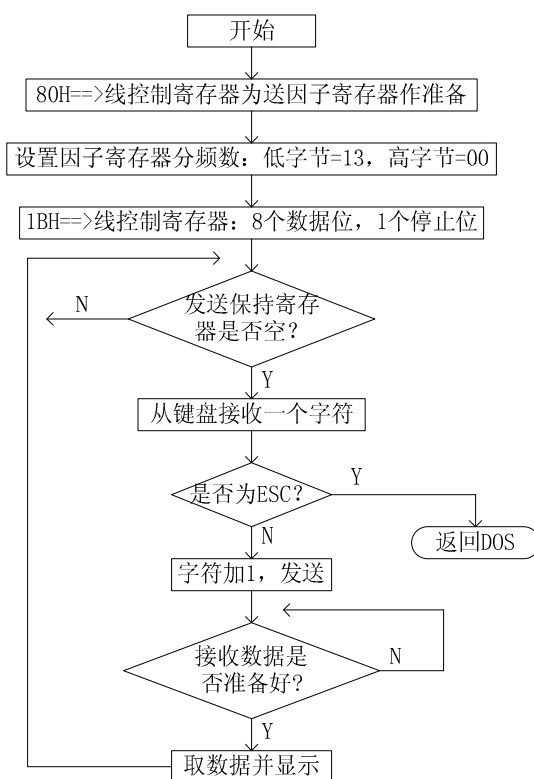 开始
80H==>线控制寄存器为送因子寄存器作准备
设置因子寄存器分频数：低字节=13，高字节=00
1BH==>线控制寄存器：8个数据位，1个停止位
发送保持寄存
器是否空？
N
Y
从键盘接收一个字符
是否为ESC？
Y
N
返回DOS
字符加1，发送
接收数据是
否准备好？
N
Y
取数据并显示